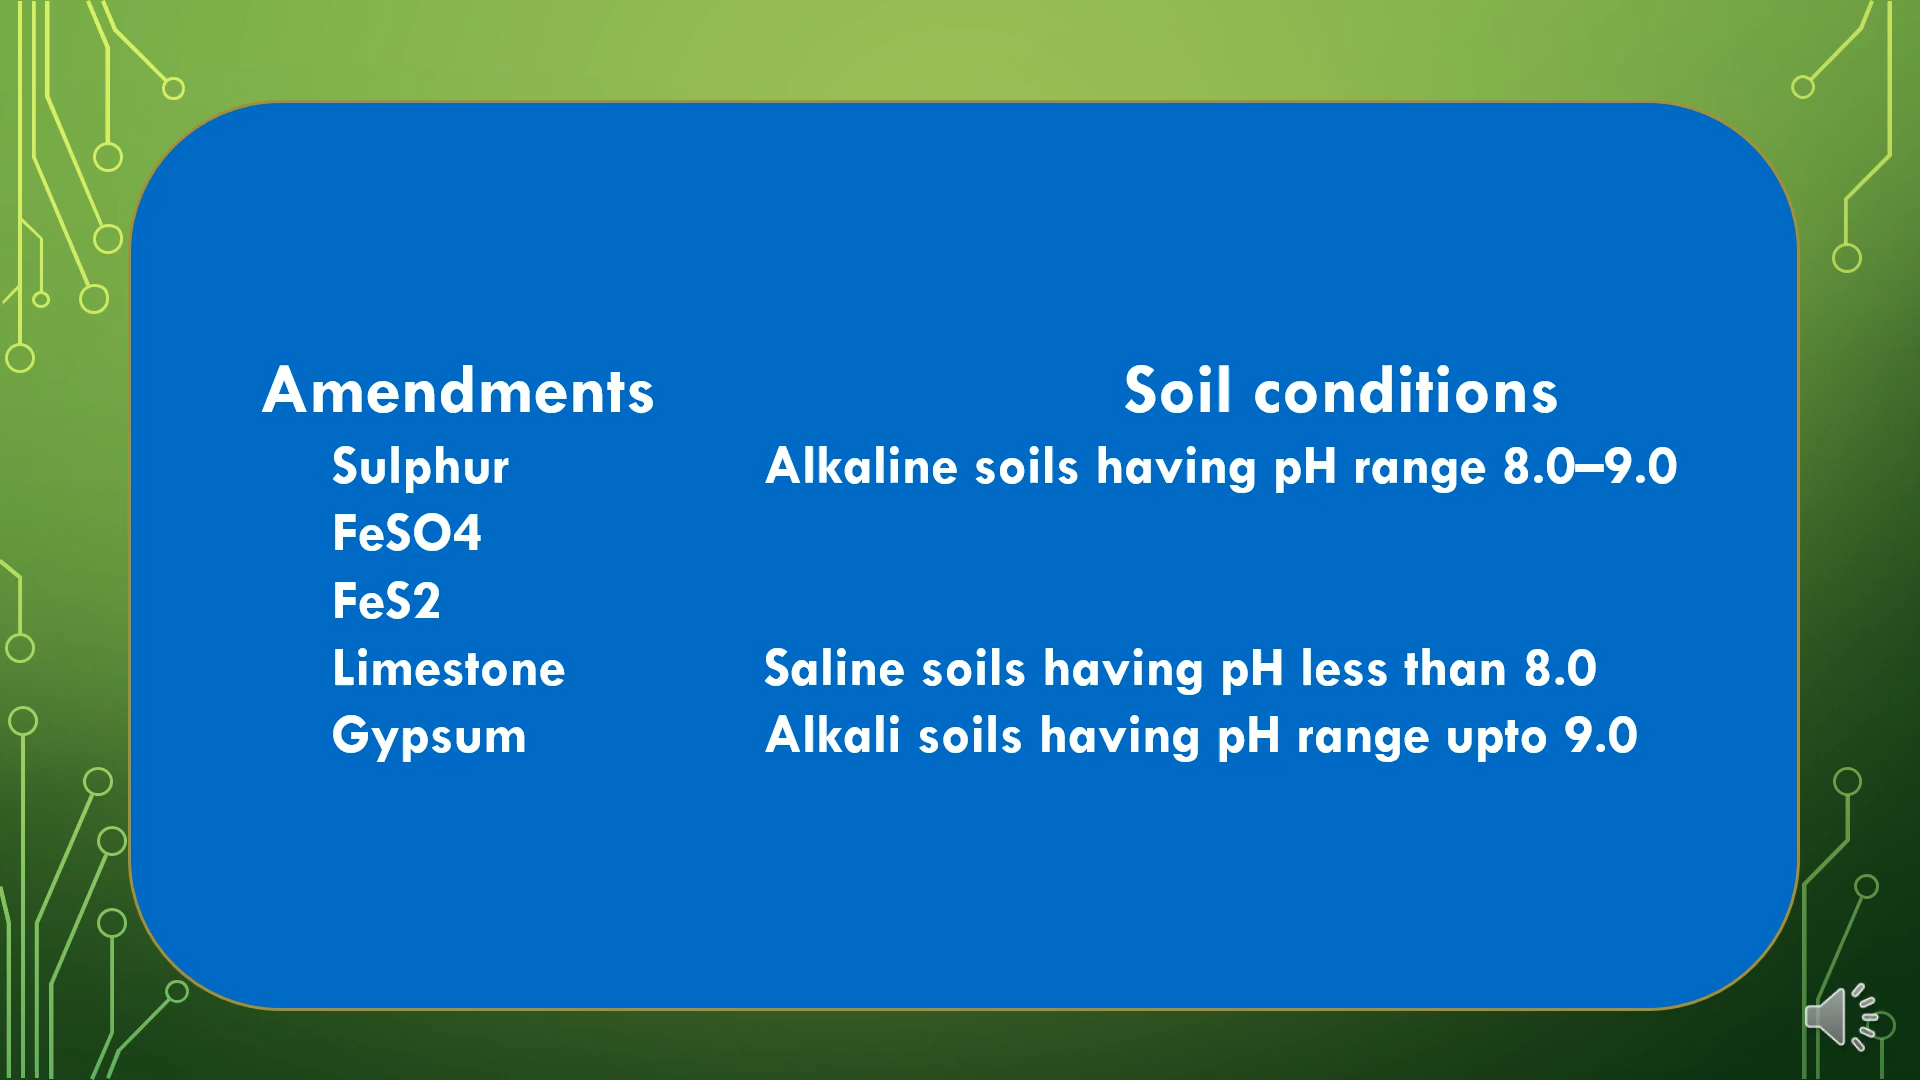 Amendments Soil conditions
Sulphur Alkaline soils having pH range 8.0–9.0
FeSO4
FeS2
Limestone Saline soils having pH less than 8.0
Gypsum Alkali soils having pH range upto 9.0